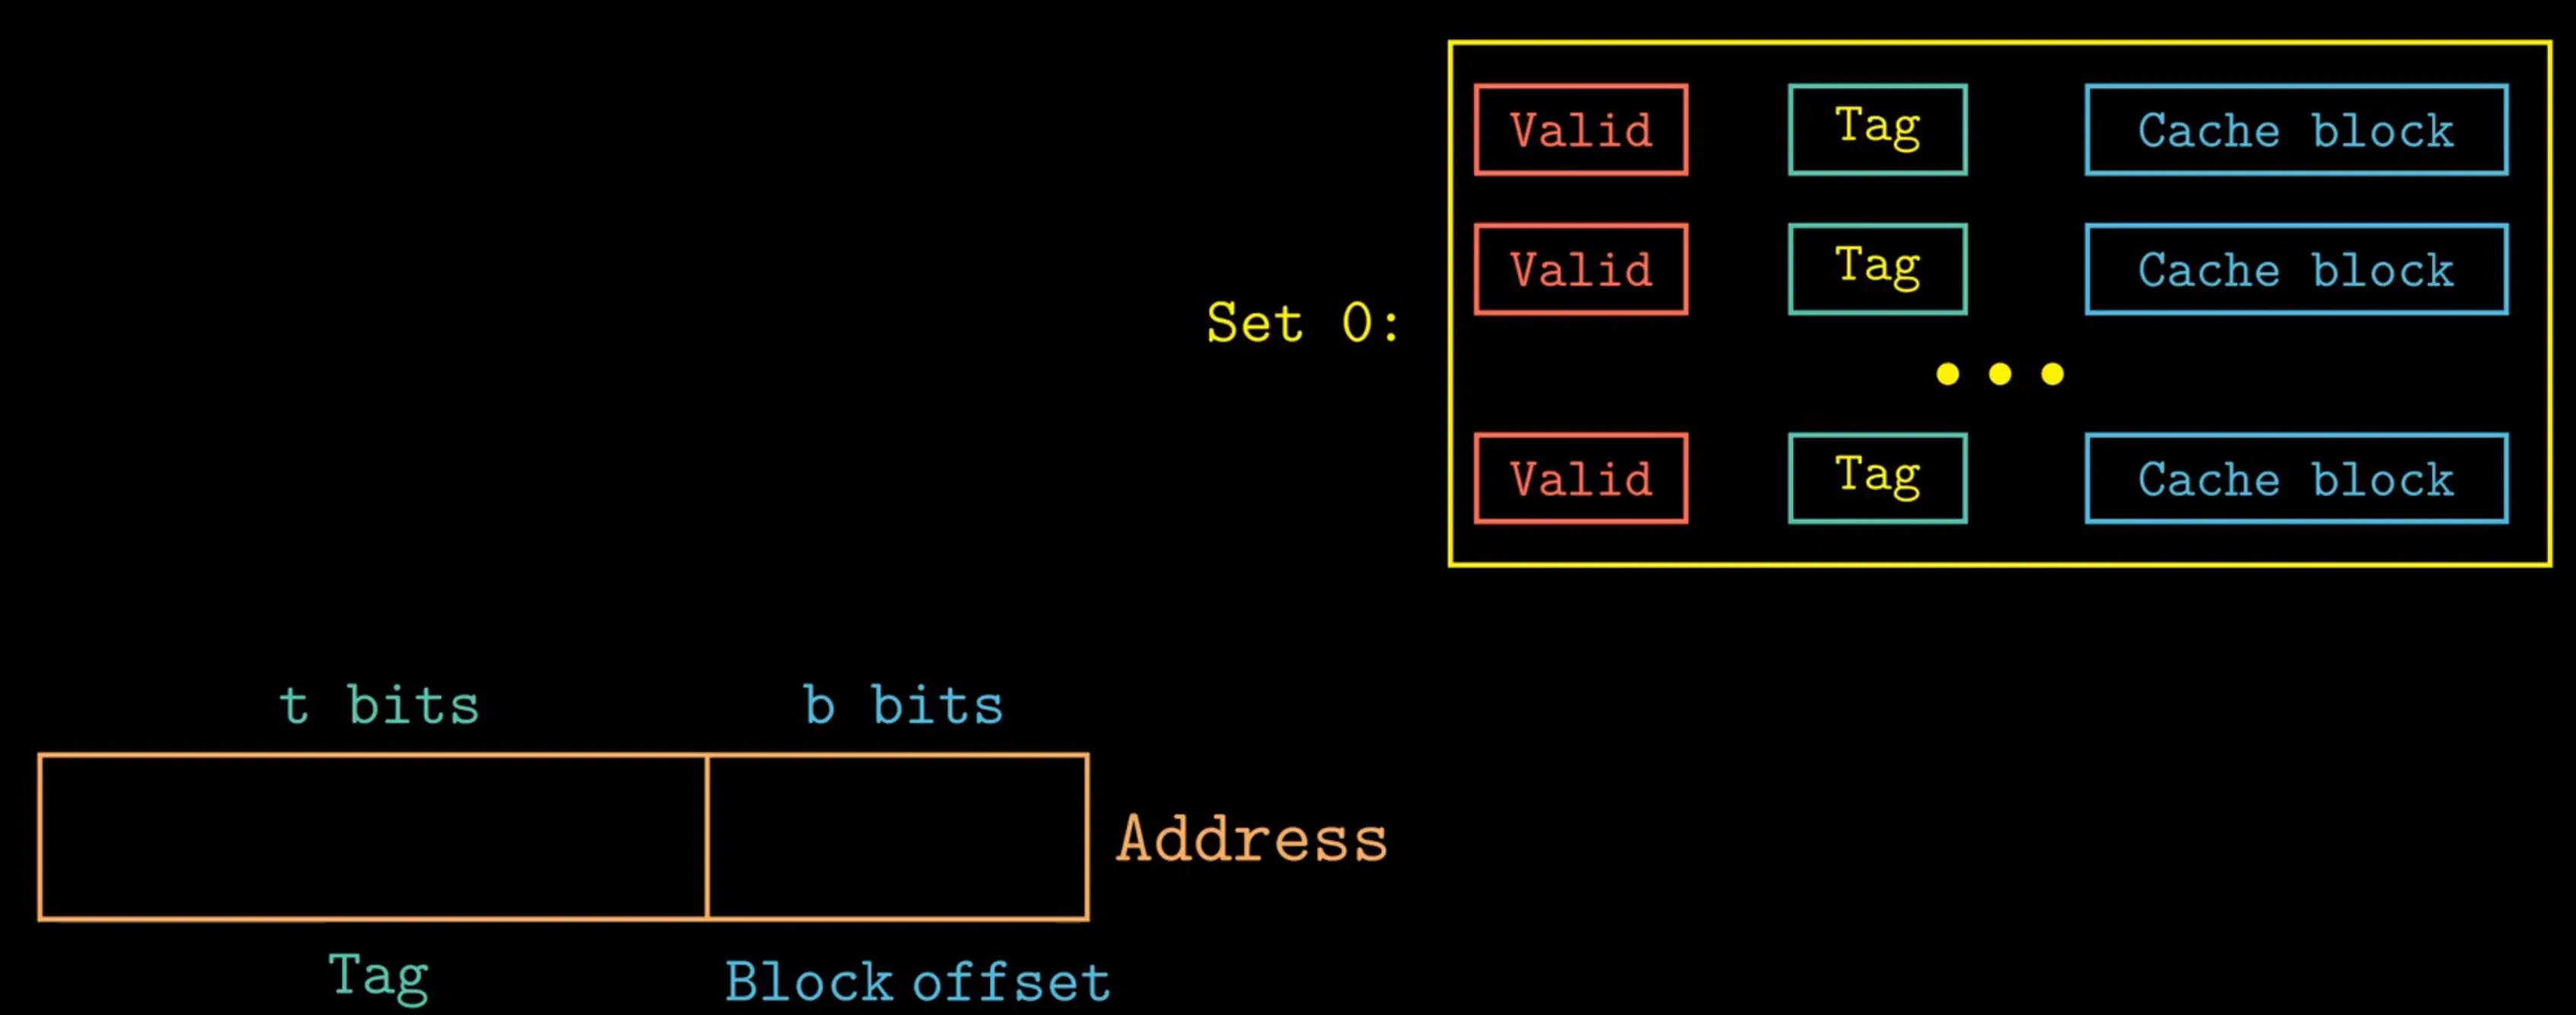 Valid Tag Cache block
Valid Tag Cache block
Set 0:
Valid Tag Cache block
t bits b bits
Address
Tag Block offset